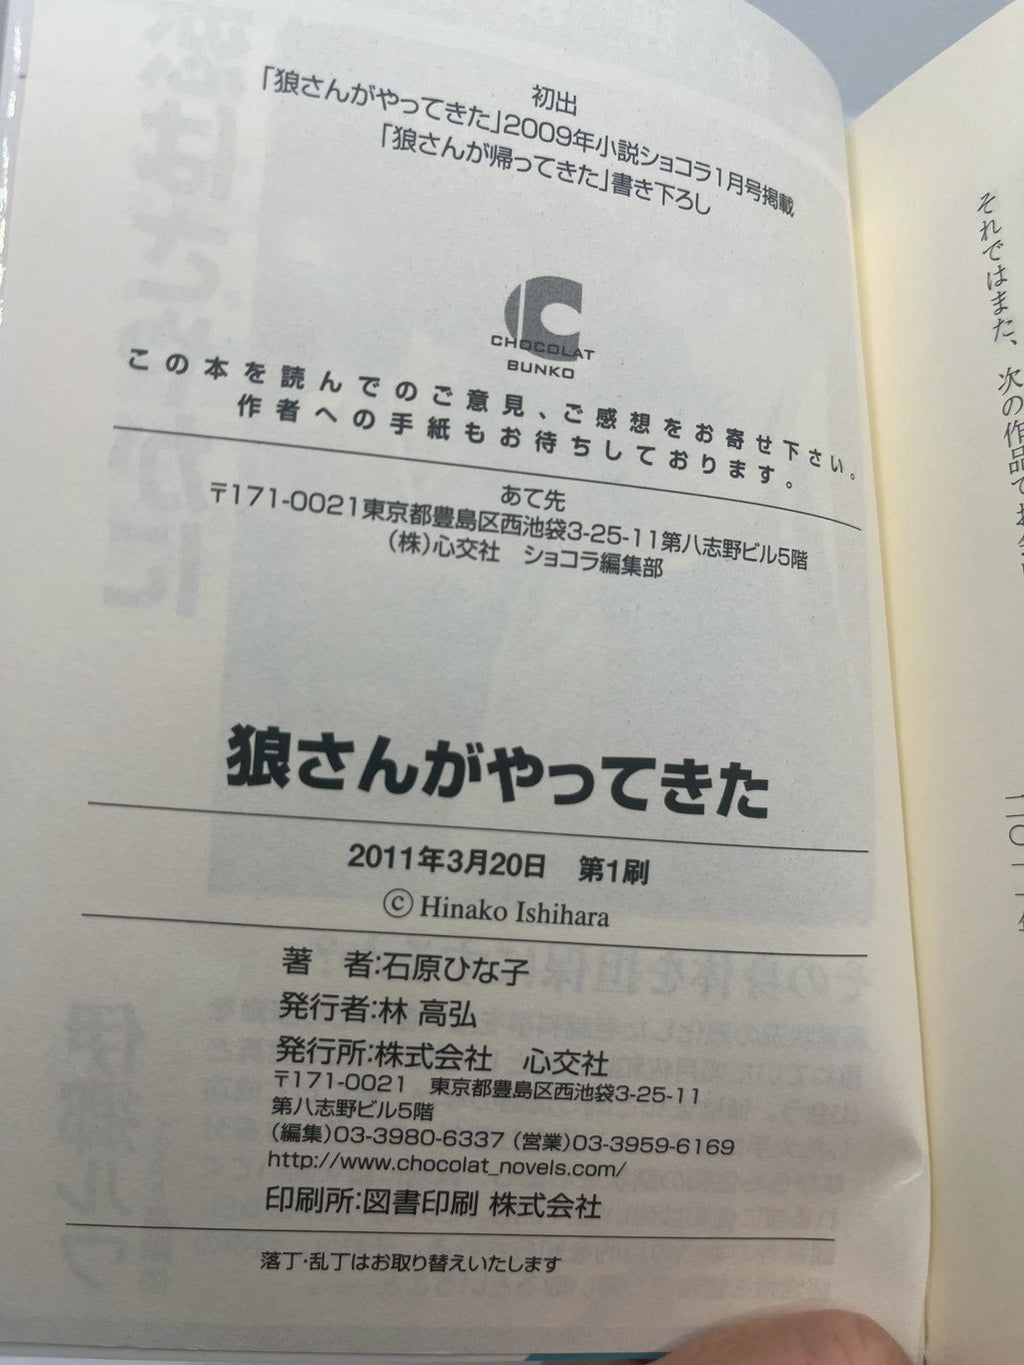 初出
「狼さんがやってきた」2009年小説ショコラ1月号掲載
「狼さんが帰ってきた」書き下ろし
CHOCOLAT
BUNKO
この本を読んでのご意見、ご感想をお寄せ下さい。
作者への手紙もお待ちしております。
あて先
〒171-0021東京都豊島区西池袋3-25-11第八志野ビル5階
(株)心交社 ショコラ編集部
狼さんがやってきた
2011年3月20日 第1刷
©Hinako Ishihara
著 者:石原ひな子
発行者:林 高弘
発行所:株式会社 心交社
〒171-0021 東京都豊島区西池袋3-25-11
第八志野ビル5階
(編集)03-3980-6337 (営業)03-3959-6169
http://www.chocolat_novels.com/
印刷所:図書印刷 株式会社
落丁・乱丁はお取り替えいたします
それではまた、次の作品で